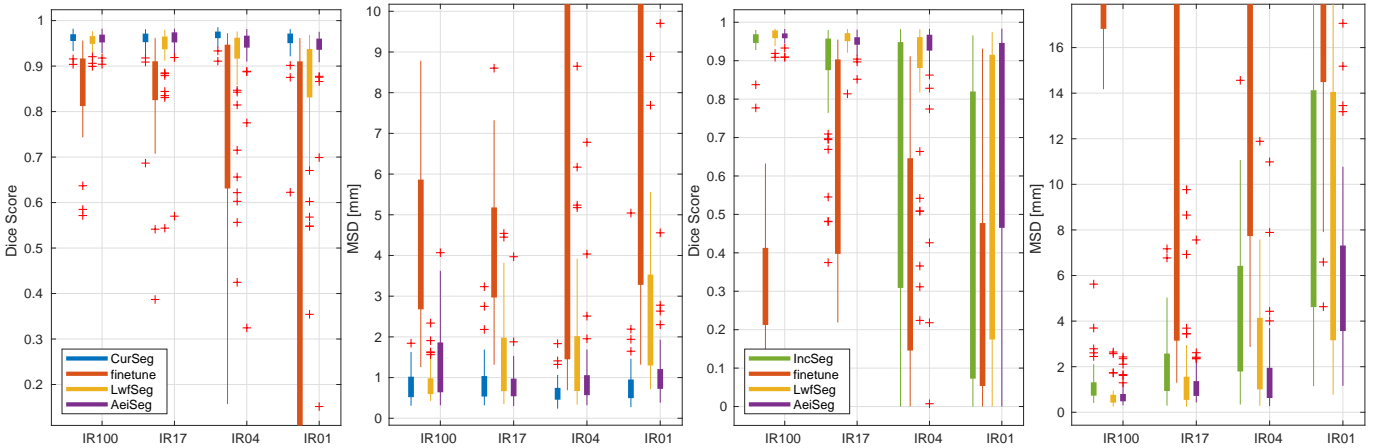 Dice Score
1
0.9
0.8
0.7
0.6
0.5
0.4
0.3
0.2
CurSeg
finetune
LwfSeg
AeiSeg
IR100 IR17 IR04 IR01
MSD [mm]
10
9
8
7
6
5
4
3
2
1
0
IR100 IR17 IR04 IR01
Dice Score
1
0.9
0.8
0.7
0.6
0.5
0.4
0.3
0.2
0.1
0
IncSeg
finetune
LwfSeg
AeiSeg
IR100 IR17 IR04 IR01
MSD [mm]
16
14
12
10
8
6
4
2
0
IR100 IR17 IR04 IR01